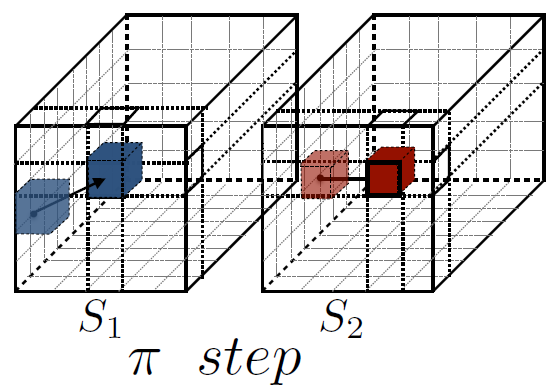 S₁ S₂
π step